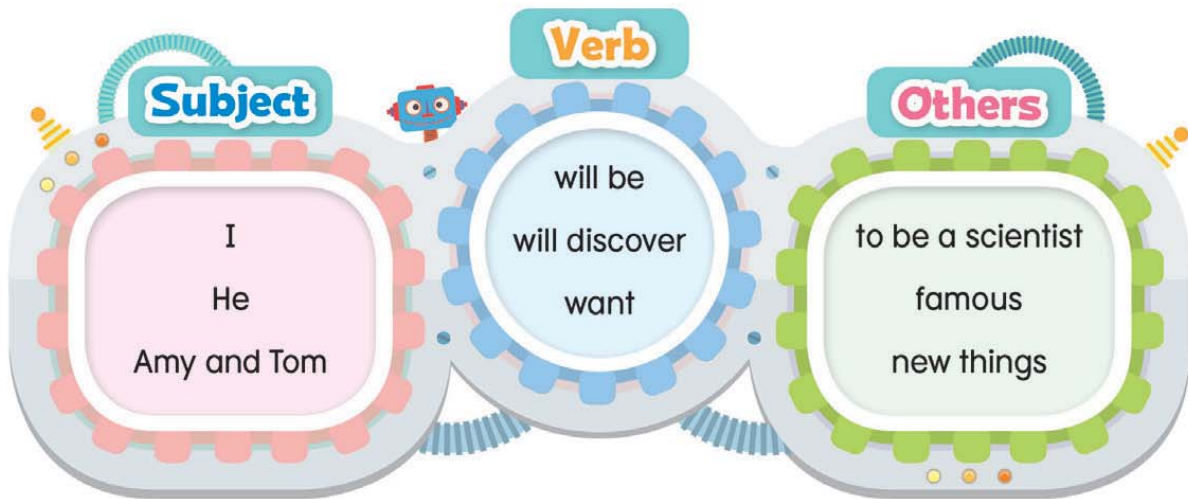 Subject
I
He
Amy and Tom
Verb
will be
will discover
want
Others
to be a scientist
famous
new things